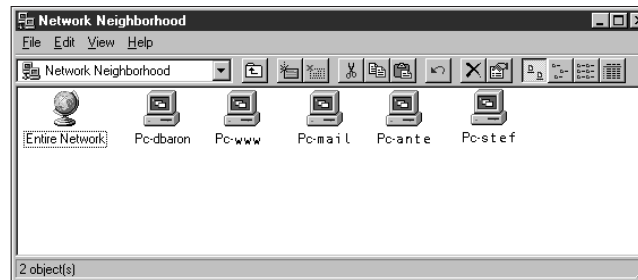 Network Neighborhood
File Edit View Help
Network Neighborhood
Entire Network Pc-dbaron Pc-www Pc-mail Pc-ante Pc-stef
2 object(s)